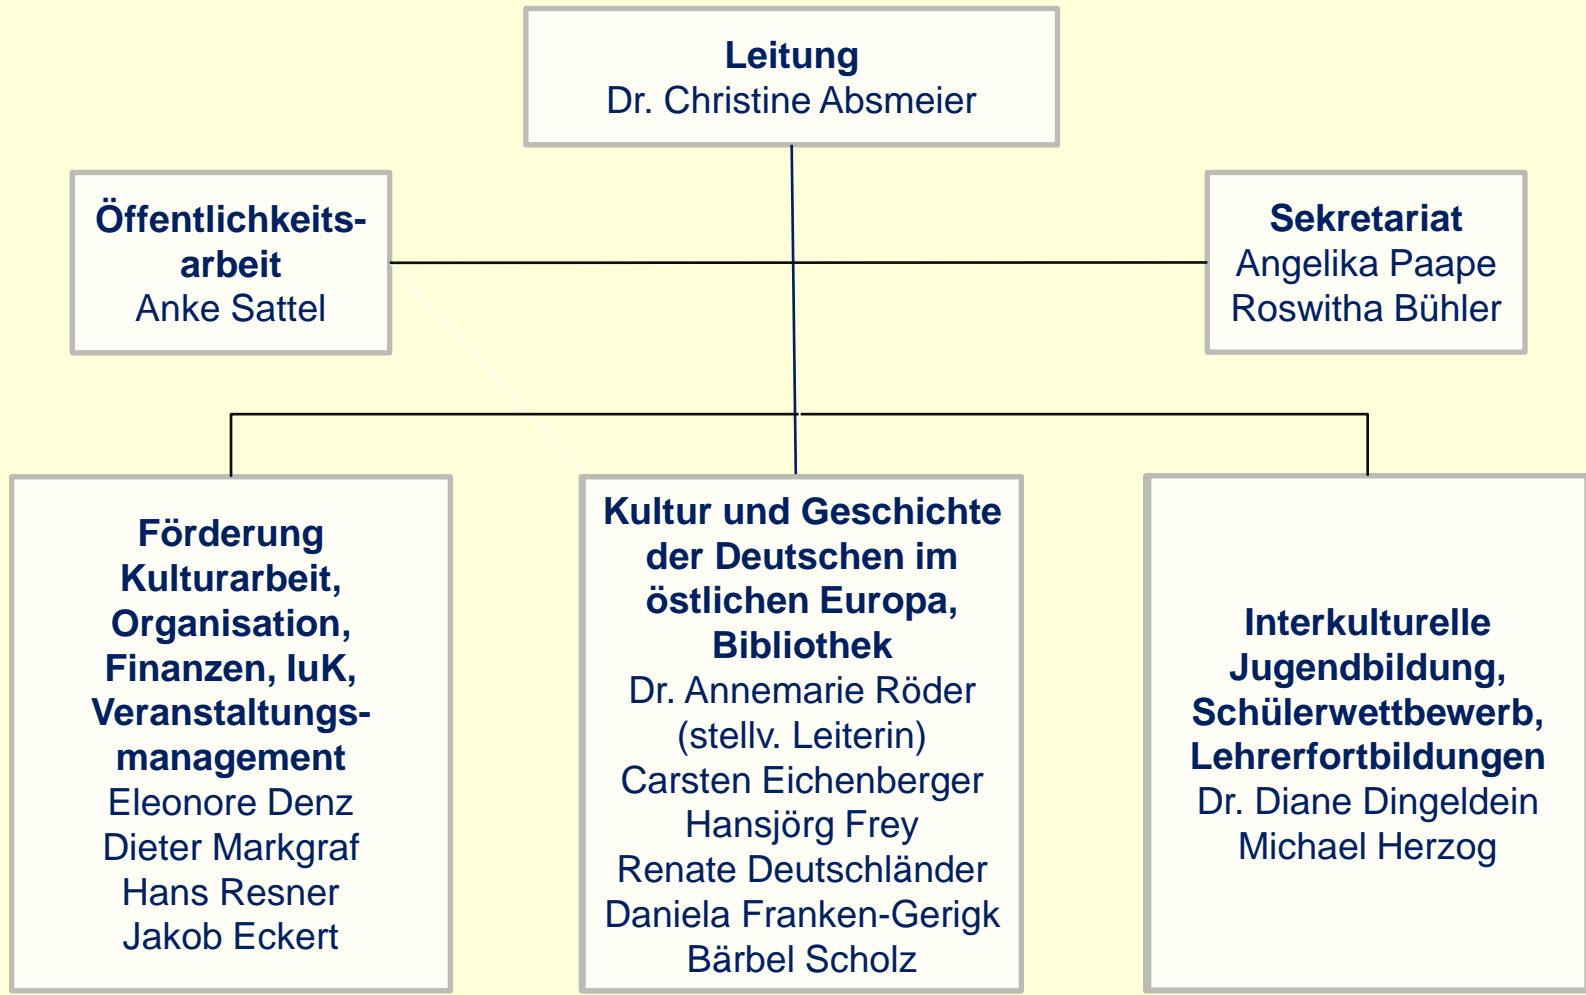 Leitung
Dr. Christine Absmeier
Öffentlichkeits-
arbeit
Anke Sattel
Sekretariat
Angelika Paape
Roswitha Bühler
Förderung
Kulturarbeit,
Organisation,
Finanzen, IuK,
Veranstaltungs-
management
Eleonore Denz
Dieter Markgraf
Hans Resner
Jakob Eckert
Kultur und Geschichte
der Deutschen im
östlichen Europa,
Bibliothek
Dr. Annemarie Röder
(stellv. Leiterin)
Carsten Eichenberger
Hansjörg Frey
Renate Deutschländer
Daniela Franken-Gerigk
Bärbel Scholz
Interkulturelle
Jugendbildung,
Schülerwettbewerb,
Lehrerfortbildungen
Dr. Diane Dingeldein
Michael Herzog